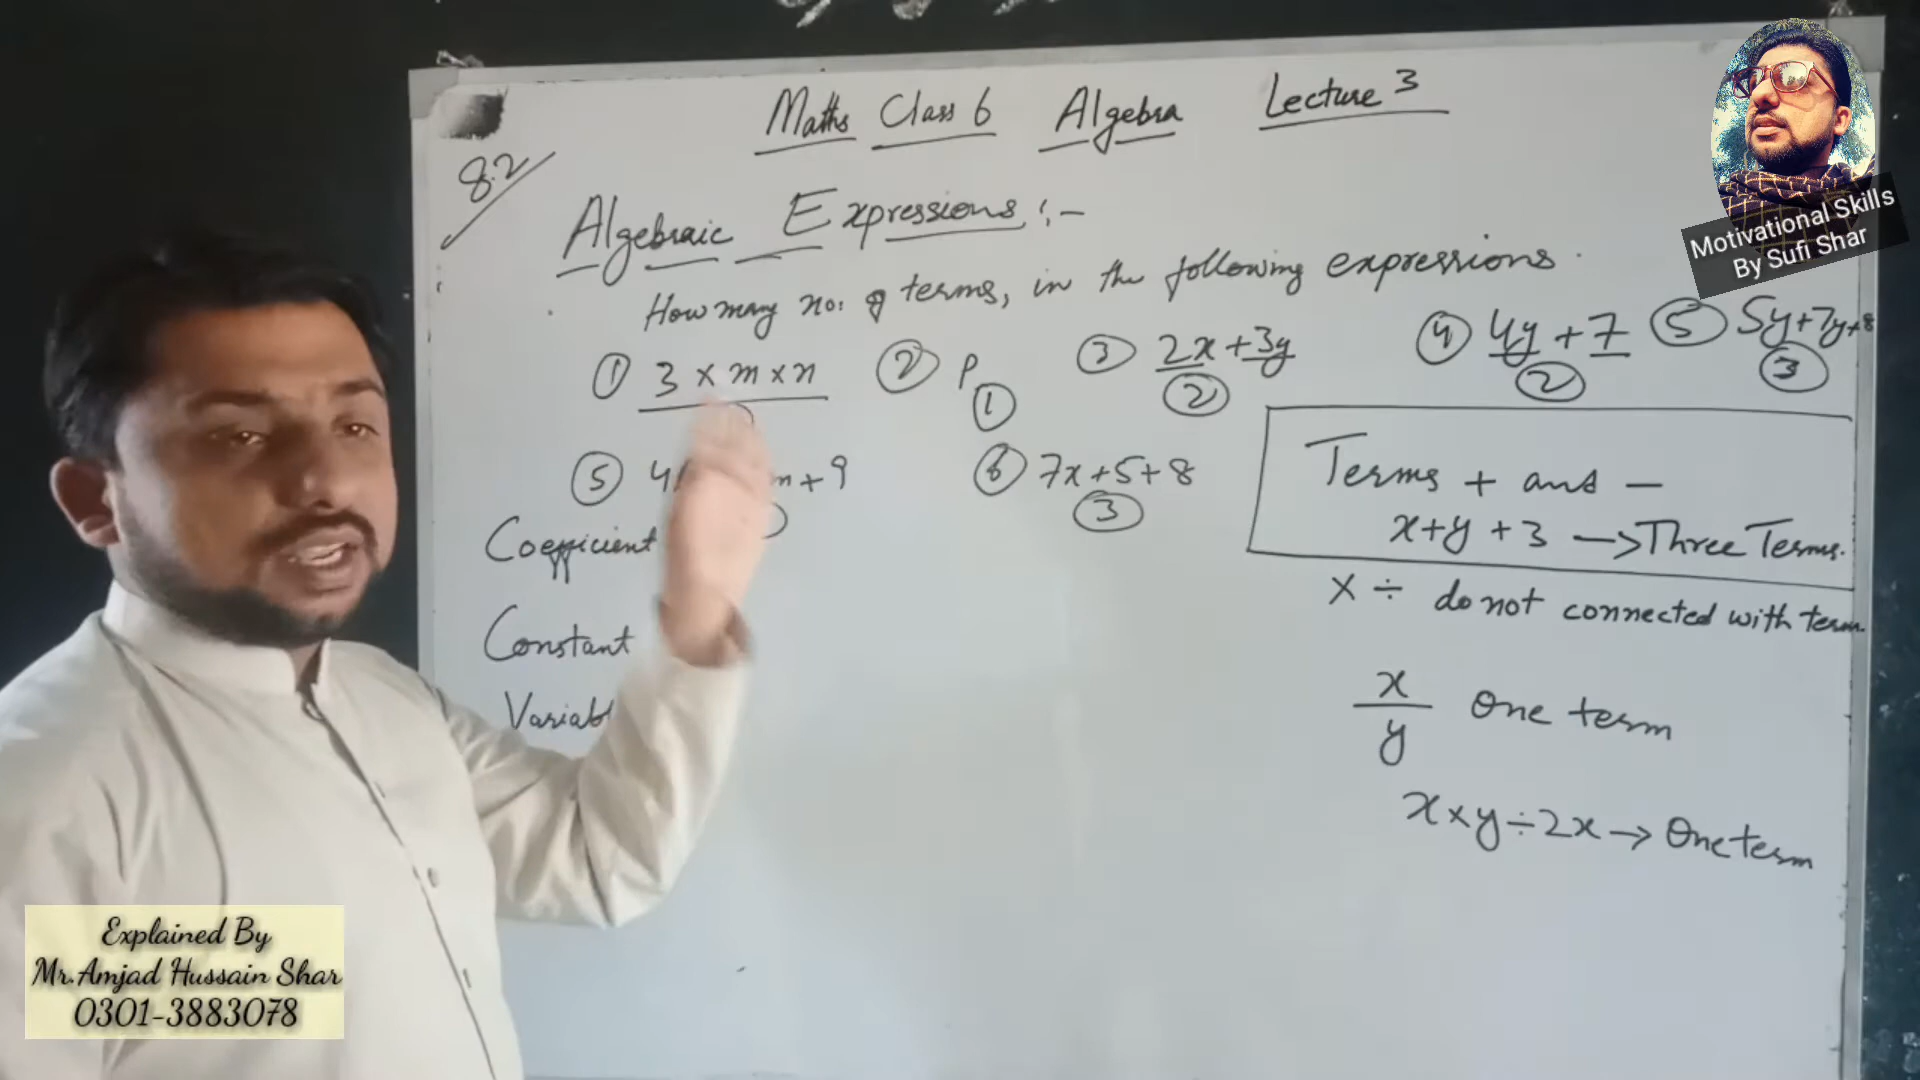 Maths Class 6 Algebra Lecture 3
8.2
Algebraic Expressions :-
How many no: of terms, in the following expressions.
① 3 × m × n ② P ③ 2x + 3y ④ 4y + 7 ⑤ 5y+7y+8
① ② ② ③
⑤ m + 9 ⑥ 7x + 5 + 8
③
Terms + and —
x + y + 3 → Three Terms.
Coefficient
Constant
× ÷ do not connected with term.
x/y One term
x × y ÷ 2x → One term
Motivational Skills
By Sufi Shar
Explained By
Mr.Amjad Hussain Shar
0301-3883078